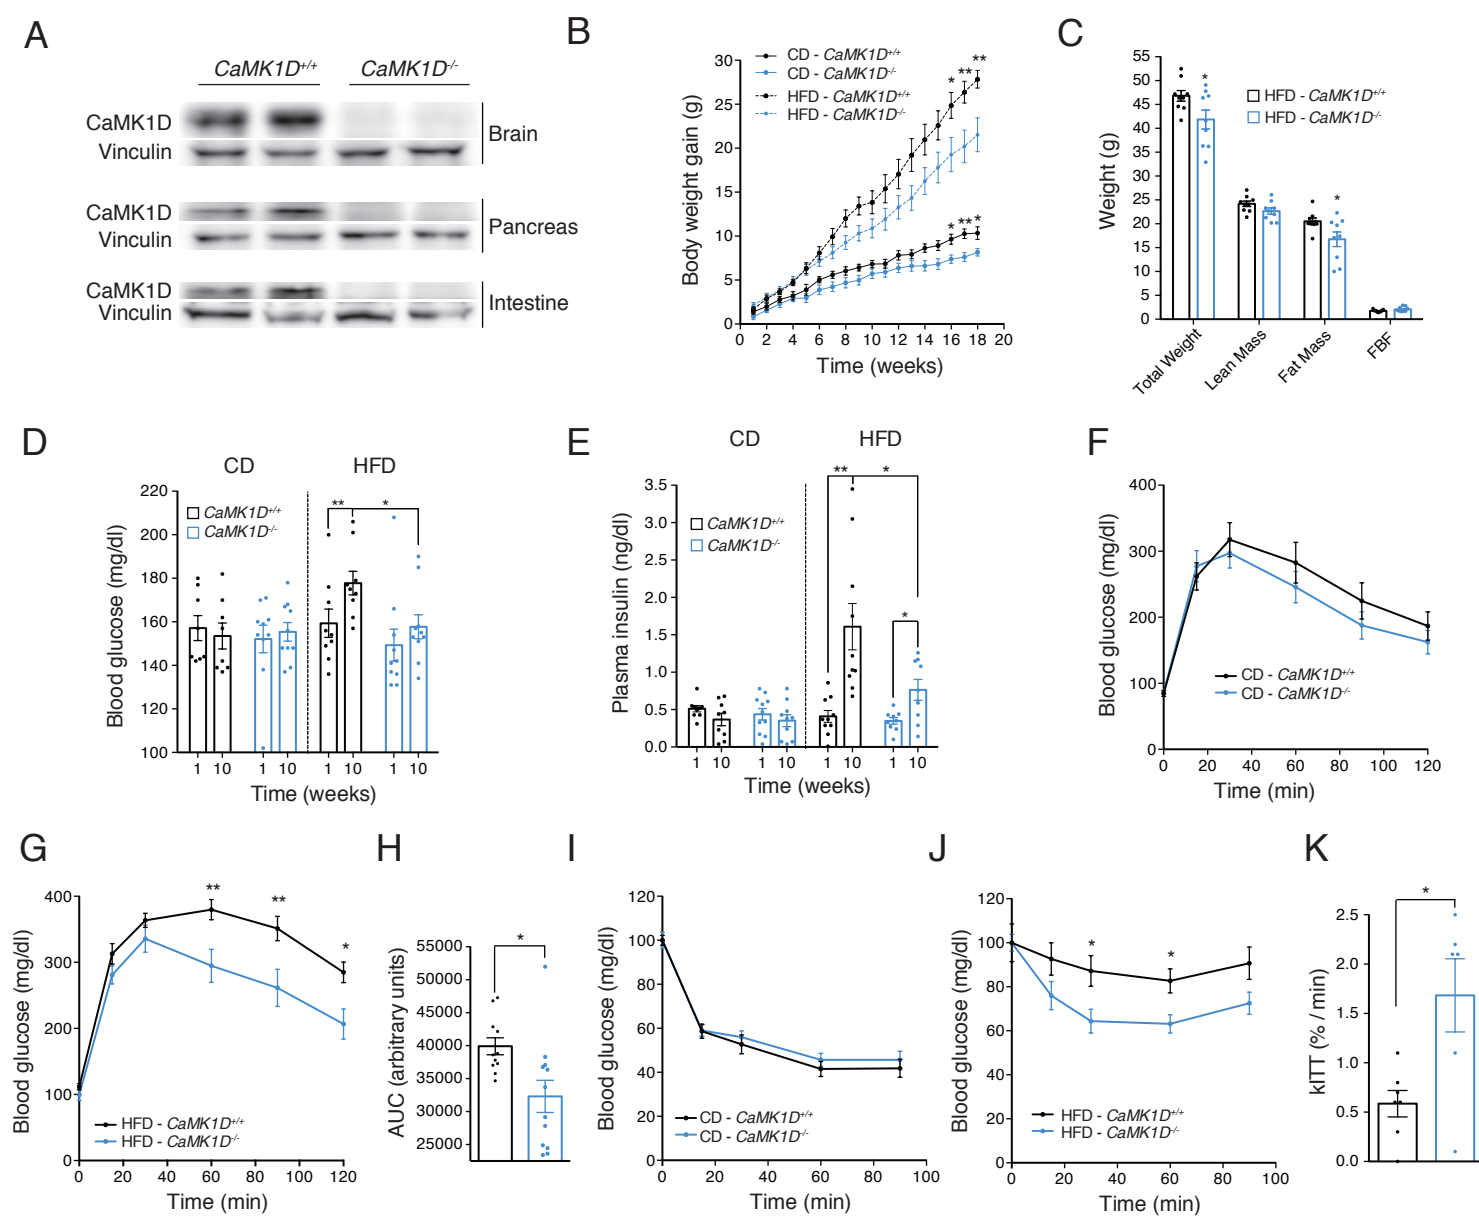 A
CaMK1D+/+ CaMK1D-/-
CaMK1D
Vinculin
Brain
CaMK1D
Vinculin
Pancreas
CaMK1D
Vinculin
Intestine
B
CD - CaMK1D+/+
CD - CaMK1D-/-
HFD - CaMK1D+/+
HFD - CaMK1D-/-
* ** **
* ** *
Body weight gain (g)
30
25
20
15
10
5
0
0 2 4 6 8 10 12 14 16 18 20
Time (weeks)
C
Weight (g)
55
50
45
40
35
30
25
20
15
10
5
0
HFD - CaMK1D+/+
HFD - CaMK1D-/-
*
*
Total Weight
Lean Mass
Fat Mass
FBF
D
CD HFD
Blood glucose (mg/dl)
220
200
180
160
140
120
100
CaMK1D+/+
CaMK1D-/-
** *
1 10 1 10 1 10 1 10
Time (weeks)
E
CD HFD
Plasma insulin (ng/dl)
3.5
3.0
2.5
2.0
1.5
1.0
0.5
0.0
CaMK1D+/+
CaMK1D-/-
** *
*
1 10 1 10 1 10 1 10
Time (weeks)
F
Blood glucose (mg/dl)
400
300
200
100
0
CD - CaMK1D+/+
CD - CaMK1D-/-
0 20 40 60 80 100 120
Time (min)
G
Blood glucose (mg/dl)
400
300
200
100
0
** ** *
HFD - CaMK1D+/+
HFD - CaMK1D-/-
0 20 40 60 80 100 120
Time (min)
H
AUC (arbitrary units)
55000
50000
45000
40000
35000
30000
25000
*
I
Blood glucose (mg/dl)
120
100
80
60
40
20
0
CD - CaMK1D+/+
CD - CaMK1D-/-
0 20 40 60 80 100
Time (min)
J
Blood glucose (mg/dl)
120
100
80
60
40
20
0
* *
HFD - CaMK1D+/+
HFD - CaMK1D-/-
0 20 40 60 80 100
Time (min)
K
kITT (% / min)
2.5
2.0
1.5
1.0
0.5
0.0
*